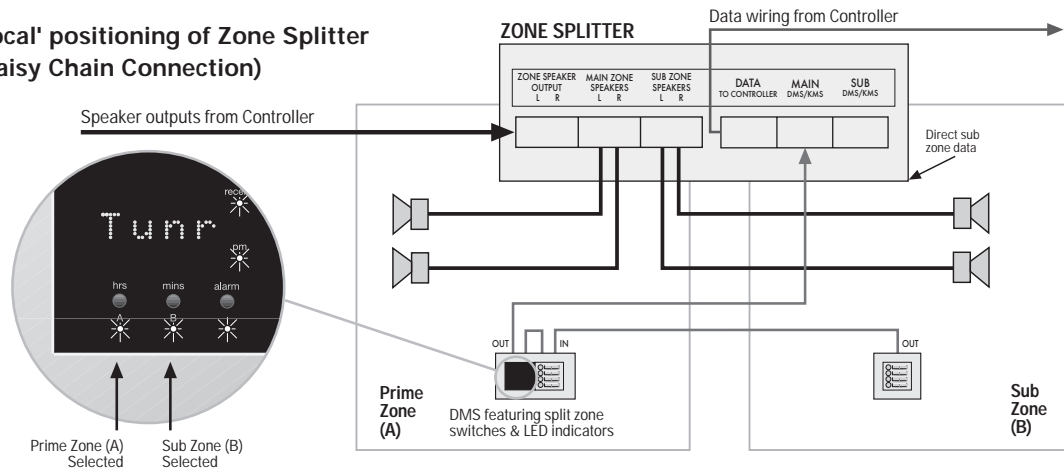 ocal' positioning of Zone Splitter
aisy Chain Connection)
Speaker outputs from Controller
ZONE SPLITTER
Data wiring from Controller
ZONE SPEAKER
OUTPUT
L R
MAIN ZONE
SPEAKERS
L R
SUB ZONE
SPEAKERS
L R
DATA
TO CONTROLLER
MAIN
DMS/KMS
SUB
DMS/KMS
Direct sub
zone data
rece
Tunr
pm
hrs mins alarm
A B
Prime Zone (A)
Selected
Sub Zone (B)
Selected
OUT IN
OUT
Prime
Zone
(A)
DMS featuring split zone
switches & LED indicators
Sub
Zone
(B)